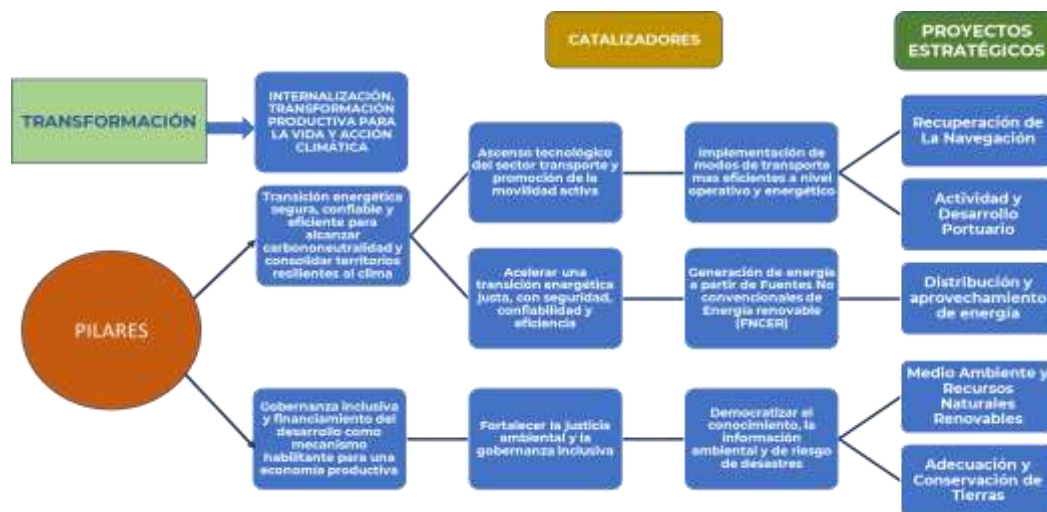 CATALIZADORES
PROYECTOS
ESTRATÉGICOS
TRANSFORMACIÓN
INTERNALIZACIÓN,
TRANSFORMACIÓN
PRODUCTIVA PARA
LA VIDA Y ACCIÓN
CLIMÁTICA
PILARES
Transición energética
segura, confiable y
eficiente para
alcanzar
carbononeutralidad y
consolidar territorios
resilientes al clima
Ascenso tecnológico
del sector transporte y
promoción de la
movilidad activa
Implementación de
modos de transporte
mas eficientes a nivel
operativo y energético
Recuperación de
La Navegación
Actividad y
Desarrollo
Portuario
Acelerar una
transición energética
justa, con seguridad,
confiabilidad y
eficiencia
Generación de energía
a partir de Fuentes No
convencionales de
Energía renovable
(FNCER)
Distribución y
aprovechamiento
de energía
Gobernanza inclusiva
y financiamiento del
desarrollo como
mecanismo
habilitante para una
economía productiva
Fortalecer la justicia
ambiental y la
gobernanza inclusiva
Democratizar el
conocimiento, la
información
ambiental y de riesgo
de desastres
Medio Ambiente y
Recursos
Naturales
Renovables
Adecuación y
Conservación de
Tierras